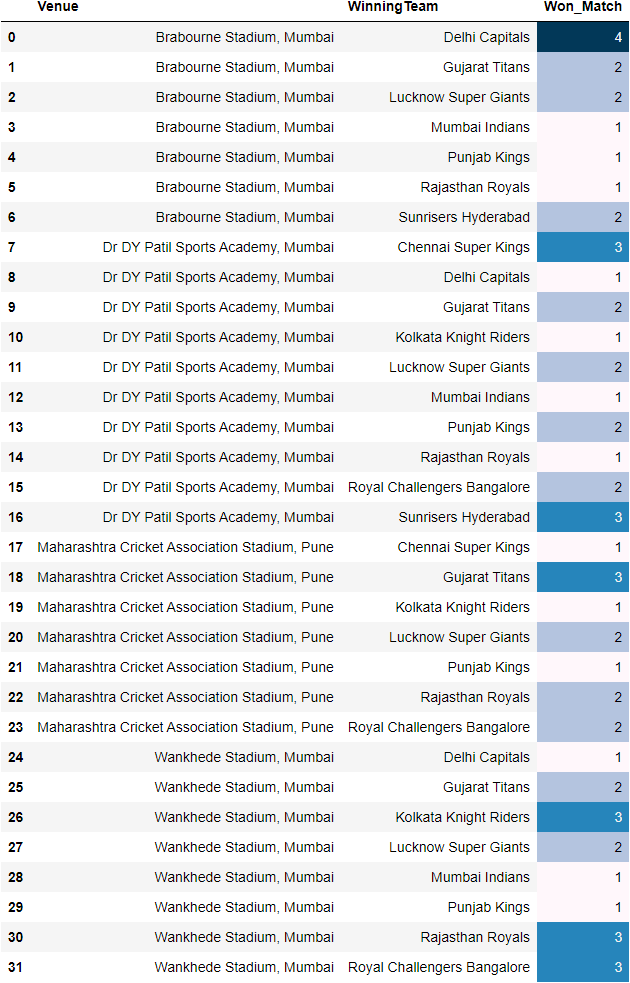 Venue WinningTeam Won_Match
0 Brabourne Stadium, Mumbai Delhi Capitals 4
1 Brabourne Stadium, Mumbai Gujarat Titans 2
2 Brabourne Stadium, Mumbai Lucknow Super Giants 2
3 Brabourne Stadium, Mumbai Mumbai Indians 1
4 Brabourne Stadium, Mumbai Punjab Kings 1
5 Brabourne Stadium, Mumbai Rajasthan Royals 1
6 Brabourne Stadium, Mumbai Sunrisers Hyderabad 2
7 Dr DY Patil Sports Academy, Mumbai Chennai Super Kings 3
8 Dr DY Patil Sports Academy, Mumbai Delhi Capitals 1
9 Dr DY Patil Sports Academy, Mumbai Gujarat Titans 2
10 Dr DY Patil Sports Academy, Mumbai Kolkata Knight Riders 1
11 Dr DY Patil Sports Academy, Mumbai Lucknow Super Giants 2
12 Dr DY Patil Sports Academy, Mumbai Mumbai Indians 1
13 Dr DY Patil Sports Academy, Mumbai Punjab Kings 2
14 Dr DY Patil Sports Academy, Mumbai Rajasthan Royals 1
15 Dr DY Patil Sports Academy, Mumbai Royal Challengers Bangalore 2
16 Dr DY Patil Sports Academy, Mumbai Sunrisers Hyderabad 3
17 Maharashtra Cricket Association Stadium, Pune Chennai Super Kings 1
18 Maharashtra Cricket Association Stadium, Pune Gujarat Titans 3
19 Maharashtra Cricket Association Stadium, Pune Kolkata Knight Riders 1
20 Maharashtra Cricket Association Stadium, Pune Lucknow Super Giants 2
21 Maharashtra Cricket Association Stadium, Pune Punjab Kings 1
22 Maharashtra Cricket Association Stadium, Pune Rajasthan Royals 2
23 Maharashtra Cricket Association Stadium, Pune Royal Challengers Bangalore 2
24 Wankhede Stadium, Mumbai Delhi Capitals 1
25 Wankhede Stadium, Mumbai Gujarat Titans 2
26 Wankhede Stadium, Mumbai Kolkata Knight Riders 3
27 Wankhede Stadium, Mumbai Lucknow Super Giants 2
28 Wankhede Stadium, Mumbai Mumbai Indians 1
29 Wankhede Stadium, Mumbai Punjab Kings 1
30 Wankhede Stadium, Mumbai Rajasthan Royals 3
31 Wankhede Stadium, Mumbai Royal Challengers Bangalore 3